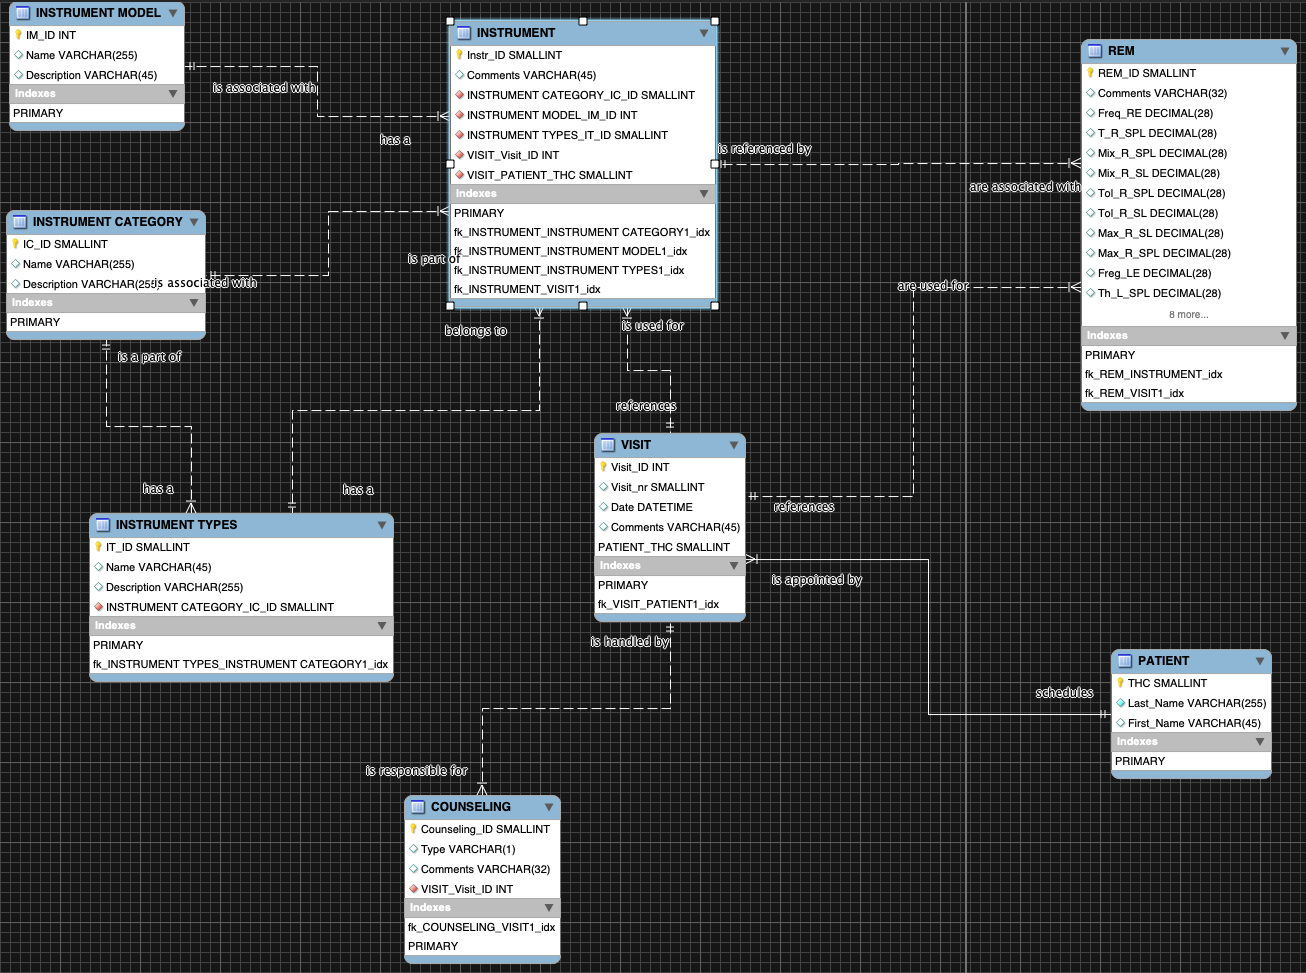 INSTRUMENT MODEL
IM_ID INT
Name VARCHAR(255)
Description VARCHAR(45)
Indexes
PRIMARY
is associated with
has a
INSTRUMENT
Instr_ID SMALLINT
Comments VARCHAR(45)
INSTRUMENT CATEGORY_IC_ID SMALLINT
INSTRUMENT MODEL_IM_ID INT
INSTRUMENT TYPES_IT_ID SMALLINT
VISIT_Visit_ID INT
VISIT_PATIENT_THC SMALLINT
Indexes
PRIMARY
fk_INSTRUMENT_INSTRUMENT CATEGORY1_idx
fk_INSTRUMENT_INSTRUMENT MODEL1_idx
fk_INSTRUMENT_INSTRUMENT TYPES1_idx
fk_INSTRUMENT_VISIT1_idx
is referenced by
are associated with
REM
REM_ID SMALLINT
Comments VARCHAR(32)
Freq_RE DECIMAL(28)
T_R_SPL DECIMAL(28)
Mix_R_SPL DECIMAL(28)
Mix_R_SL DECIMAL(28)
Tol_R_SPL DECIMAL(28)
Tol_R_SL DECIMAL(28)
Max_R_SL DECIMAL(28)
Max_R_SPL DECIMAL(28)
Freg_LE DECIMAL(28)
Th_L_SPL DECIMAL(28)
8 more...
Indexes
PRIMARY
fk_REM_INSTRUMENT_idx
fk_REM_VISIT1_idx
are used for
INSTRUMENT CATEGORY
IC_ID SMALLINT
Name VARCHAR(255)
Description VARCHAR(255)
Indexes
PRIMARY
is associated with
is part of
is a part of
has a
belongs to
has a
is used for
references
INSTRUMENT TYPES
IT_ID SMALLINT
Name VARCHAR(45)
Description VARCHAR(255)
INSTRUMENT CATEGORY_IC_ID SMALLINT
Indexes
PRIMARY
fk_INSTRUMENT TYPES_INSTRUMENT CATEGORY1_idx
VISIT
Visit_ID INT
Visit_nr SMALLINT
Date DATETIME
Comments VARCHAR(45)
PATIENT_THC SMALLINT
Indexes
PRIMARY
fk_VISIT_PATIENT1_idx
references
is appointed by
is handled by
schedules
PATIENT
THC SMALLINT
Last_Name VARCHAR(255)
First_Name VARCHAR(45)
Indexes
PRIMARY
is responsible for
COUNSELING
Counseling_ID SMALLINT
Type VARCHAR(1)
Comments VARCHAR(32)
VISIT_Visit_ID INT
Indexes
fk_COUNSELING_VISIT1_idx
PRIMARY